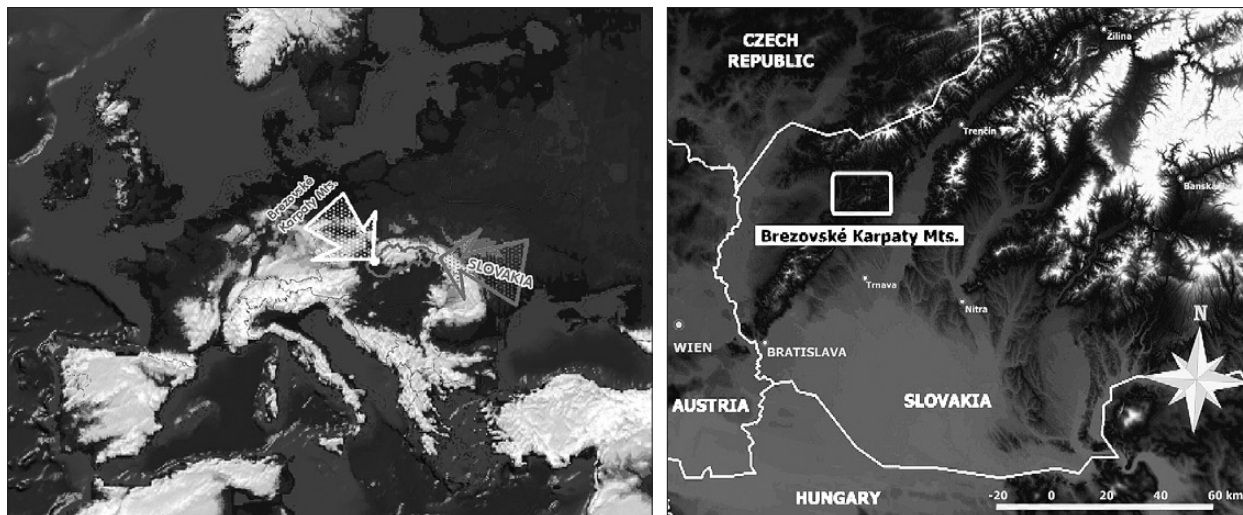 Brezovské
Karpaty Mts.
SLOVAKIA
CZECH
REPUBLIC
Žilina
Trenčín
Banská
Brezovské Karpaty Mts.
Trnava
Nitra
N
WIEN
BRATISLAVA
AUSTRIA
SLOVAKIA
HUNGARY
-20 0 20 40 60 km